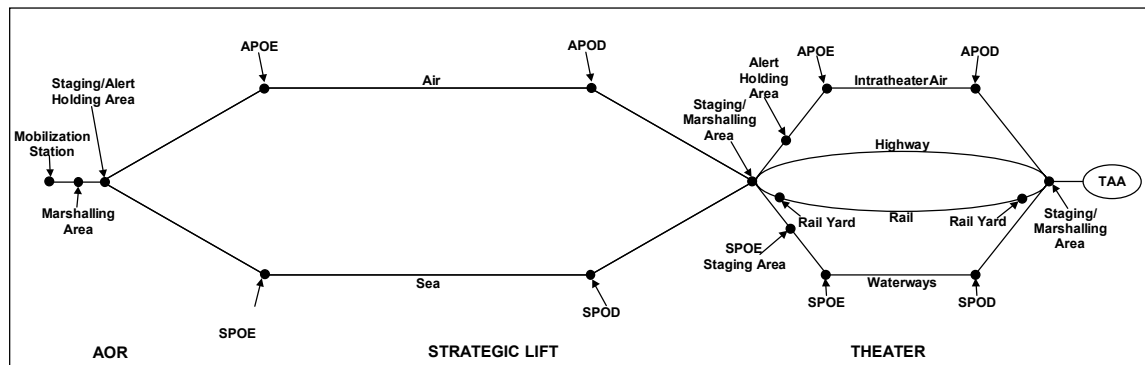 APOE
APOD
APOE
APOD
Staging/Alert
Holding Area
Air
Alert
Holding
Area
Intratheater Air
Staging/
Marshalling
Area
Mobilization
Station
Highway
TAA
Marshalling
Area
Rail Yard
Rail
Rail Yard
Staging/
Marshalling
Area
SPOE
Staging Area
Sea
Waterways
SPOE
SPOD
SPOE
SPOD
AOR
STRATEGIC LIFT
THEATER